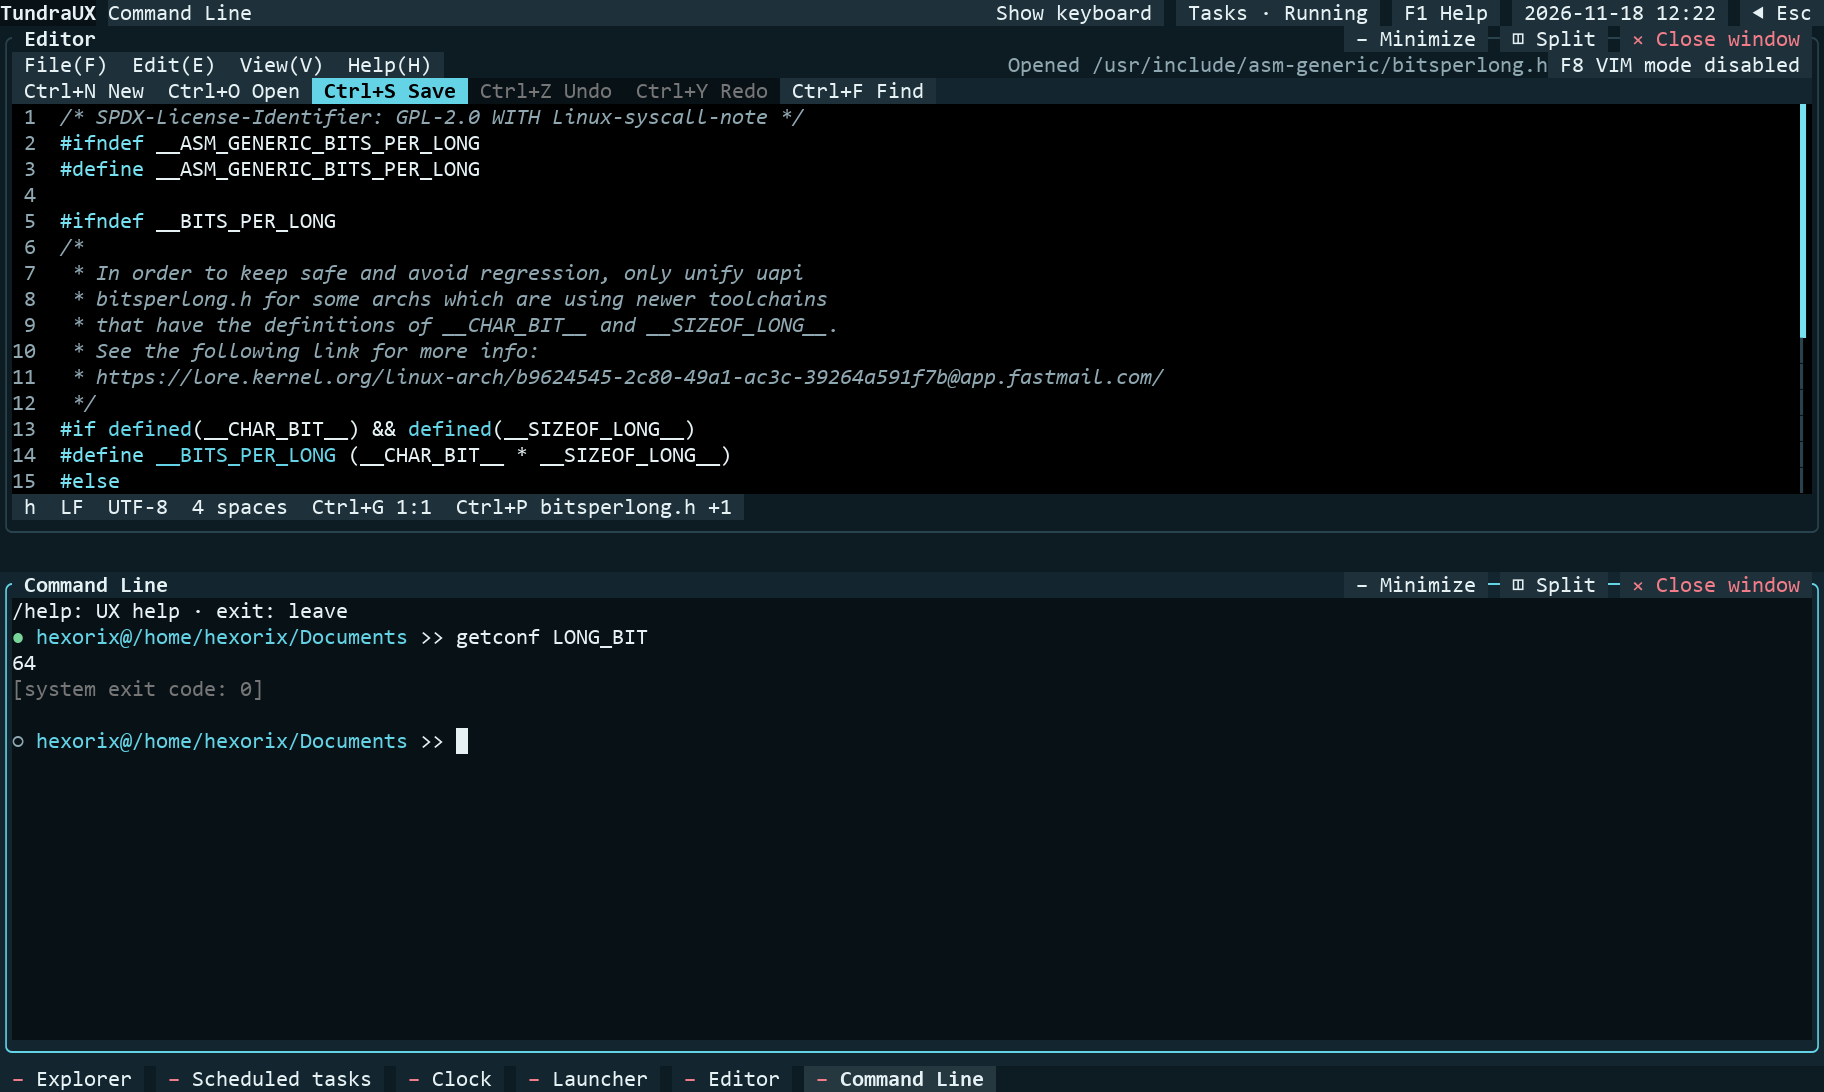 TundraUX Command Line Show keyboard Tasks · Running F1 Help 2026-11-18 12:22 ◄ Esc
Editor − Minimize ◫ Split × Close window
File(F) Edit(E) View(V) Help(H) Opened /usr/include/asm-generic/bitsperlong.h F8 VIM mode disabled
Ctrl+N New Ctrl+O Open Ctrl+S Save Ctrl+Z Undo Ctrl+Y Redo Ctrl+F Find
1 /* SPDX-License-Identifier: GPL-2.0 WITH Linux-syscall-note */
2 #ifndef __ASM_GENERIC_BITS_PER_LONG
3 #define __ASM_GENERIC_BITS_PER_LONG
4
5 #ifndef __BITS_PER_LONG
6 /*
7 * In order to keep safe and avoid regression, only unify uapi
8 * bitsperlong.h for some archs which are using newer toolchains
9 * that have the definitions of __CHAR_BIT__ and __SIZEOF_LONG__.
10 * See the following link for more info:
11 * https://lore.kernel.org/linux-arch/b9624545-2c80-49a1-ac3c-39264a591f7b@app.fastmail.com/
12 */
13 #if defined(__CHAR_BIT__) && defined(__SIZEOF_LONG__)
14 #define __BITS_PER_LONG (__CHAR_BIT__ * __SIZEOF_LONG__)
15 #else
h LF UTF-8 4 spaces Ctrl+G 1:1 Ctrl+P bitsperlong.h +1
Command Line − Minimize ◫ Split × Close window
/help: UX help · exit: leave
● hexorix@/home/hexorix/Documents >> getconf LONG_BIT
64
[system exit code: 0]
○ hexorix@/home/hexorix/Documents >>
− Explorer − Scheduled tasks − Clock − Launcher − Editor − Command Line